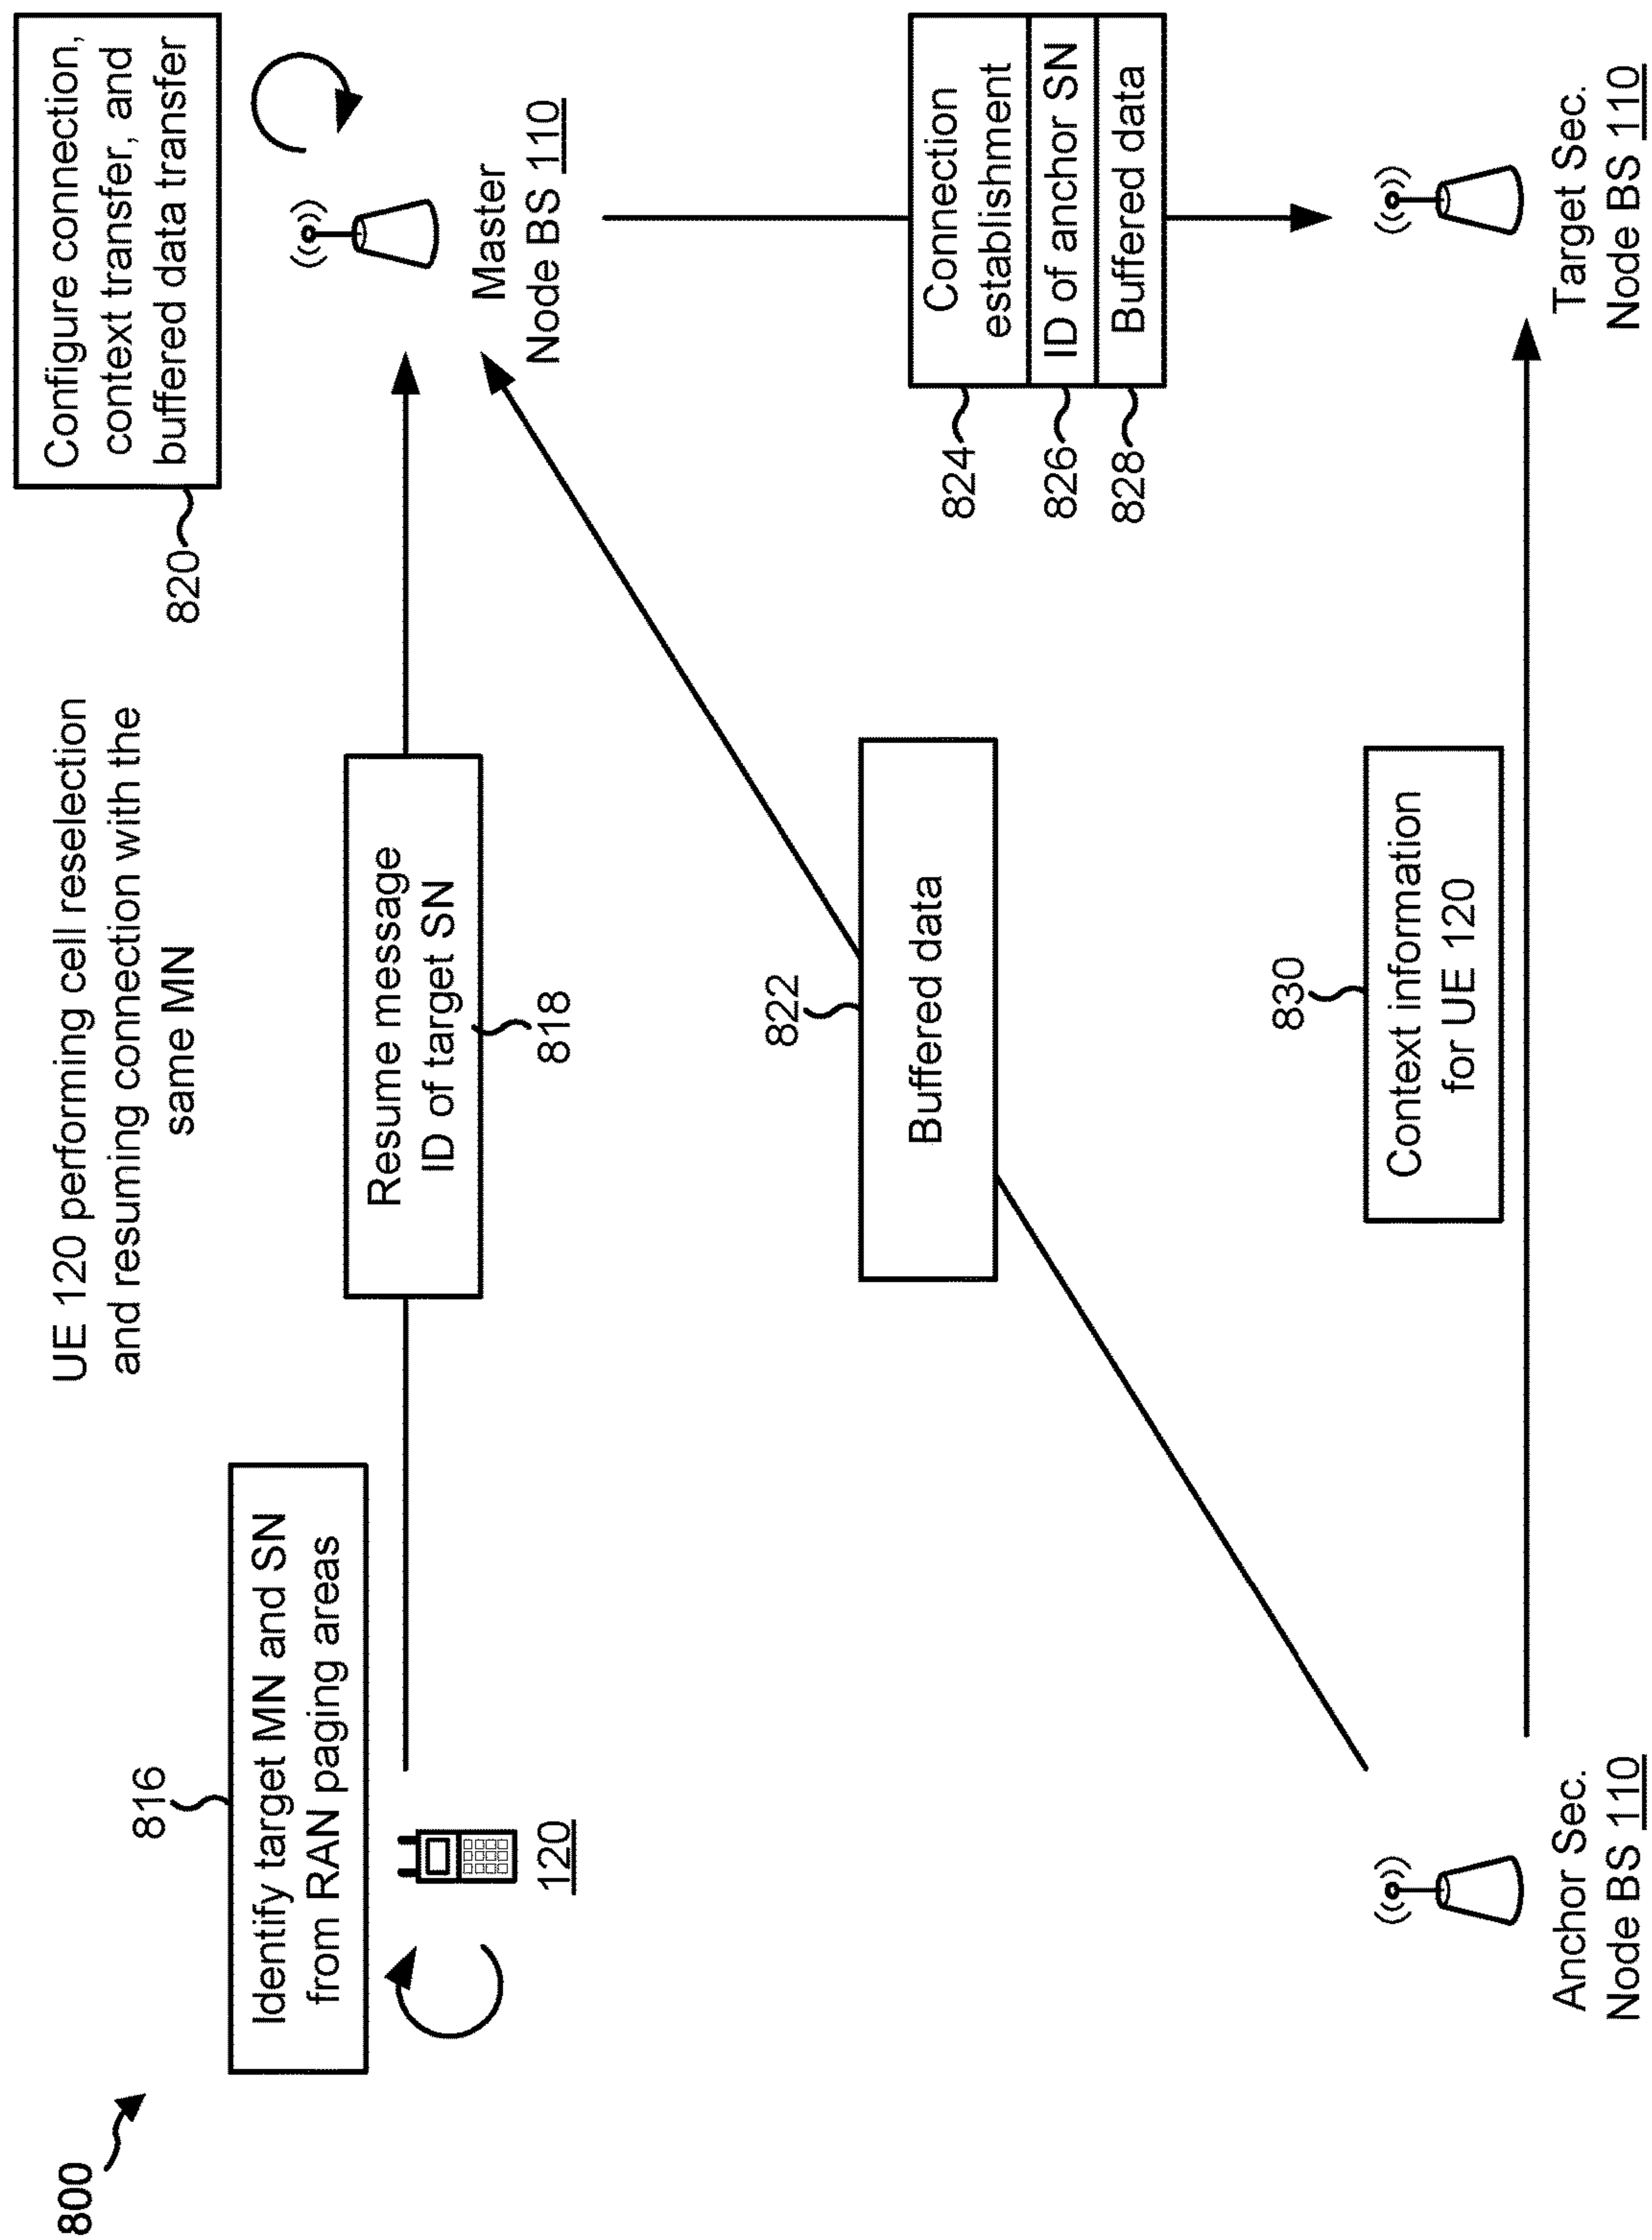 800
UE 120 performing cell reselection
and resuming connection with the
same MN
816
Identify target MN and SN
from RAN paging areas
120
Resume message
ID of target SN
818
820
Configure connection,
context transfer, and
buffered data transfer
Master
Node BS 110
822
Buffered data
824
Connection
establishment
826
ID of anchor SN
828
Buffered data
830
Context information
for UE 120
Anchor Sec.
Node BS 110
Target Sec.
Node BS 110